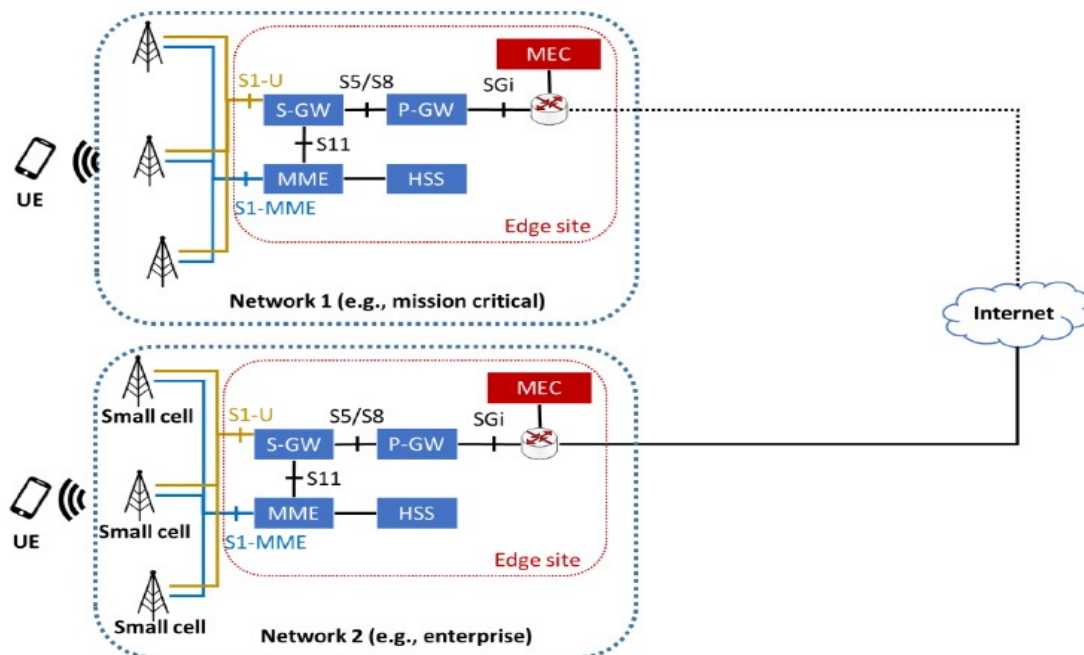 MEC
S1-U
S5/S8
SGi
S-GW
P-GW
S11
UE
MME
HSS
S1-MME
Edge site
Network 1 (e.g., mission critical)
Internet
MEC
Small cell
S1-U
S5/S8
SGi
S-GW
P-GW
S11
UE
Small cell
MME
HSS
S1-MME
Edge site
Small cell
Network 2 (e.g., enterprise)